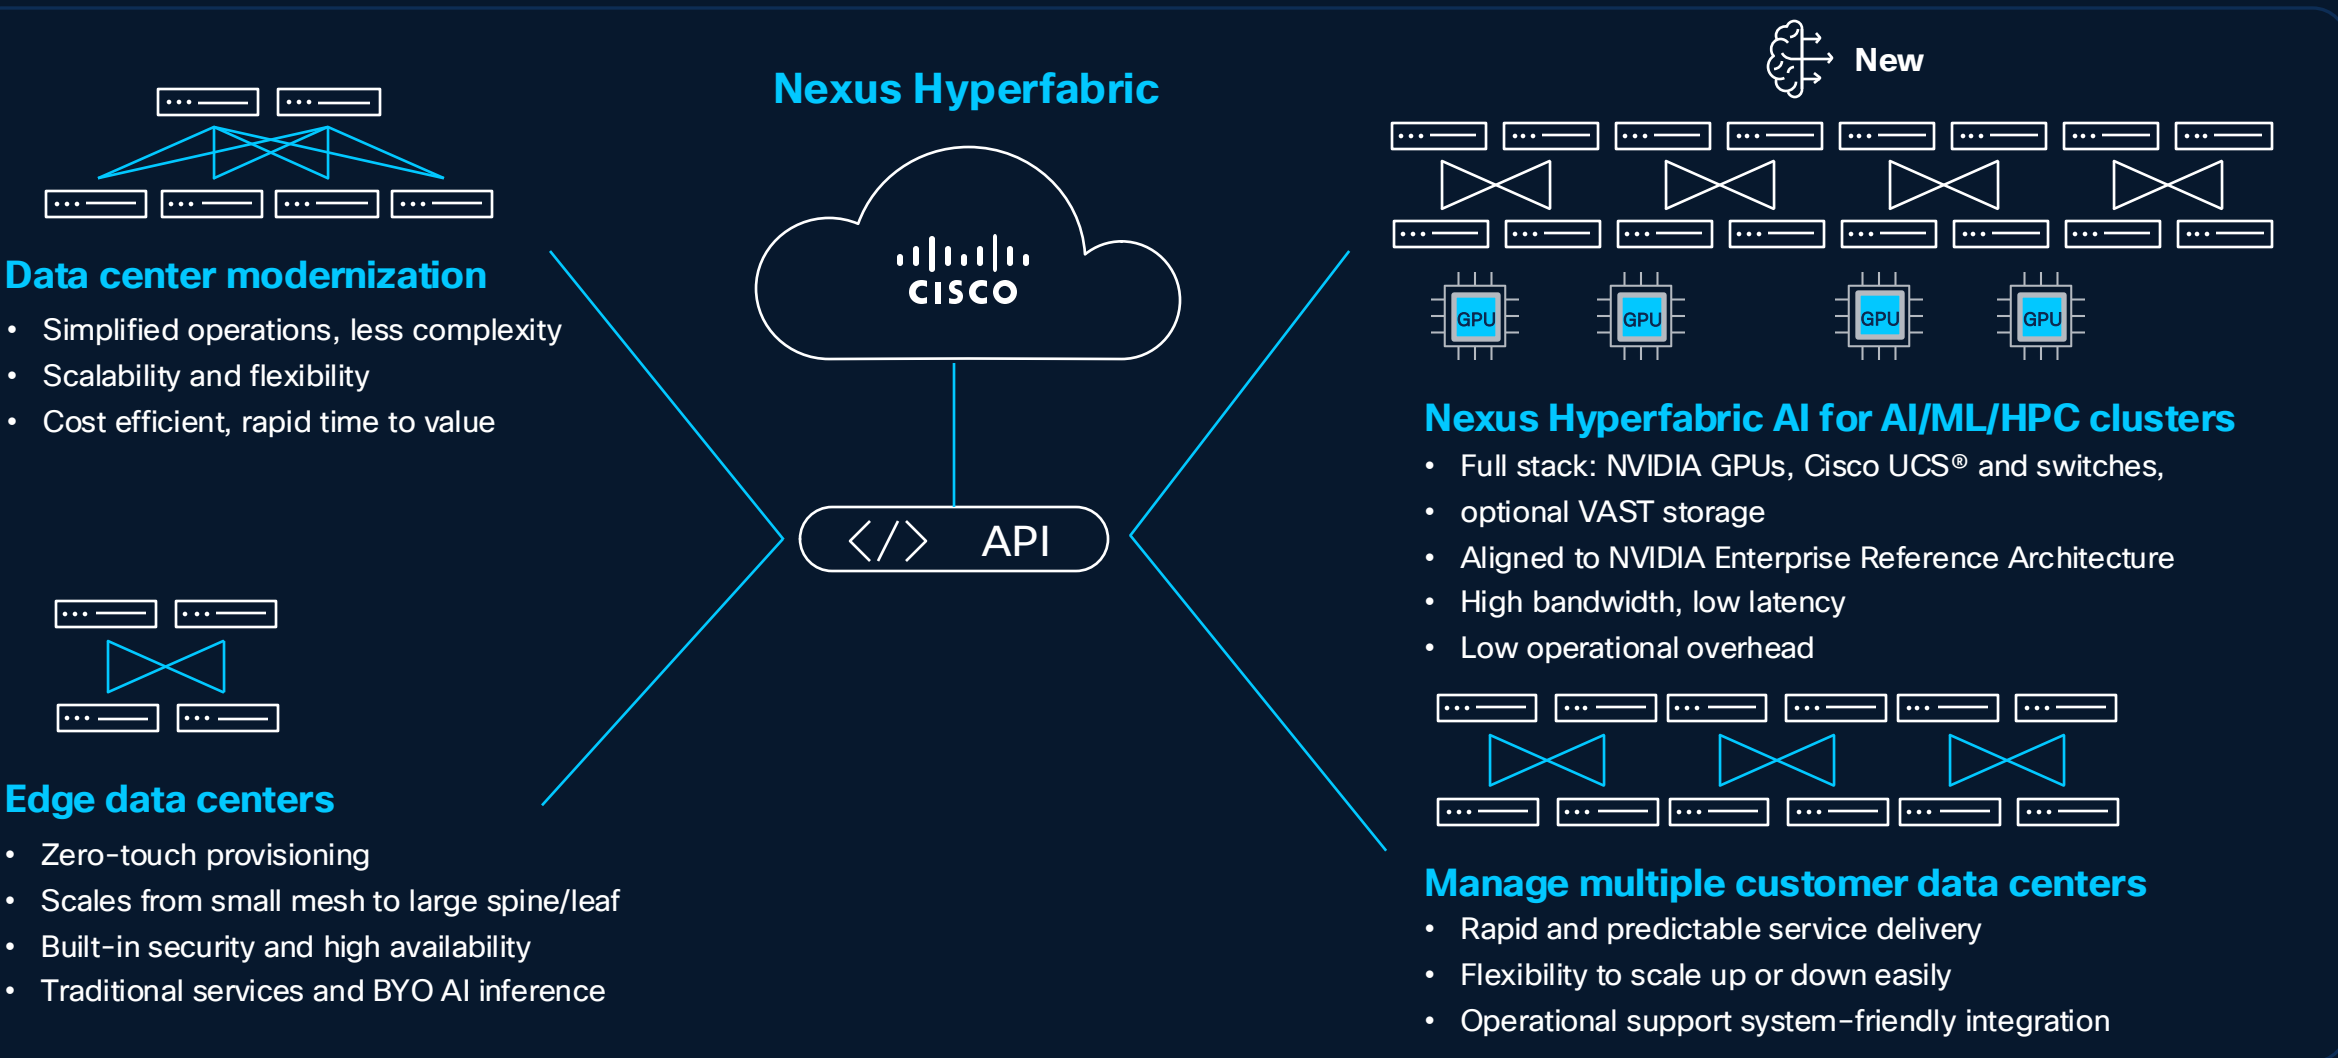 Nexus Hyperfabric
CISCO
</> API
Data center modernization
• Simplified operations, less complexity
• Scalability and flexibility
• Cost efficient, rapid time to value
Edge data centers
• Zero-touch provisioning
• Scales from small mesh to large spine/leaf
• Built-in security and high availability
• Traditional services and BYO AI inference
New
GPU GPU GPU GPU
Nexus Hyperfabric AI for AI/ML/HPC clusters
• Full stack: NVIDIA GPUs, Cisco UCS® and switches,
• optional VAST storage
• Aligned to NVIDIA Enterprise Reference Architecture
• High bandwidth, low latency
• Low operational overhead
Manage multiple customer data centers
• Rapid and predictable service delivery
• Flexibility to scale up or down easily
• Operational support system-friendly integration